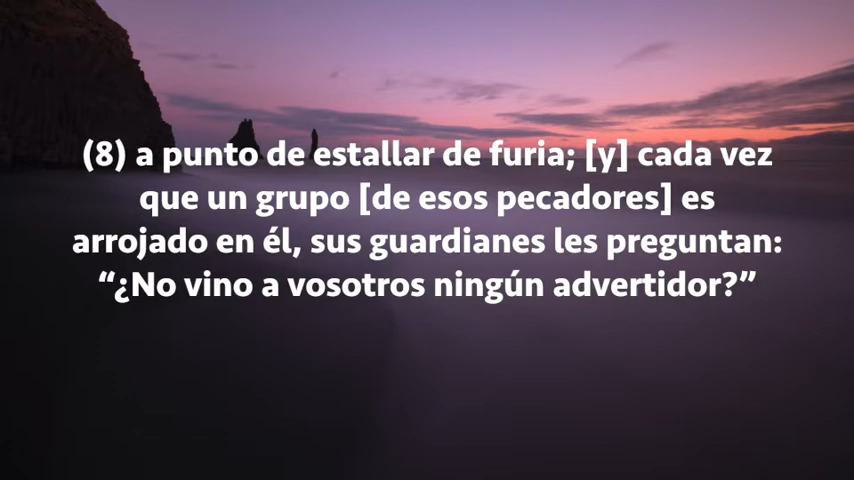 (8) a punto de estallar de furia; [y] cada vez
que un grupo [de esos pecadores] es
arrojado en él, sus guardianes les preguntan:
“¿No vino a vosotros ningún advertidor?”